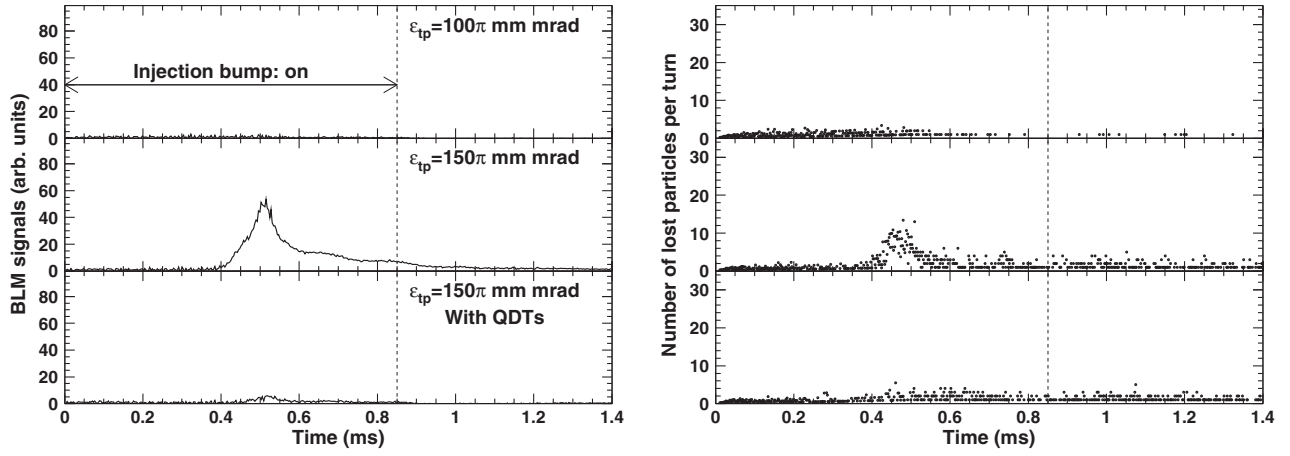 BLM signals (arb. units)
80
60
40
20
0
ε_tp=100π mm mrad
Injection bump: on
80
60
40
20
0
ε_tp=150π mm mrad
80
60
40
20
0
ε_tp=150π mm mrad
With QDTs
0 0.2 0.4 0.6 0.8 1 1.2 1.4
Time (ms)
Number of lost particles per turn
30
20
10
0
30
20
10
0
30
20
10
0
0 0.2 0.4 0.6 0.8 1 1.2 1.4
Time (ms)